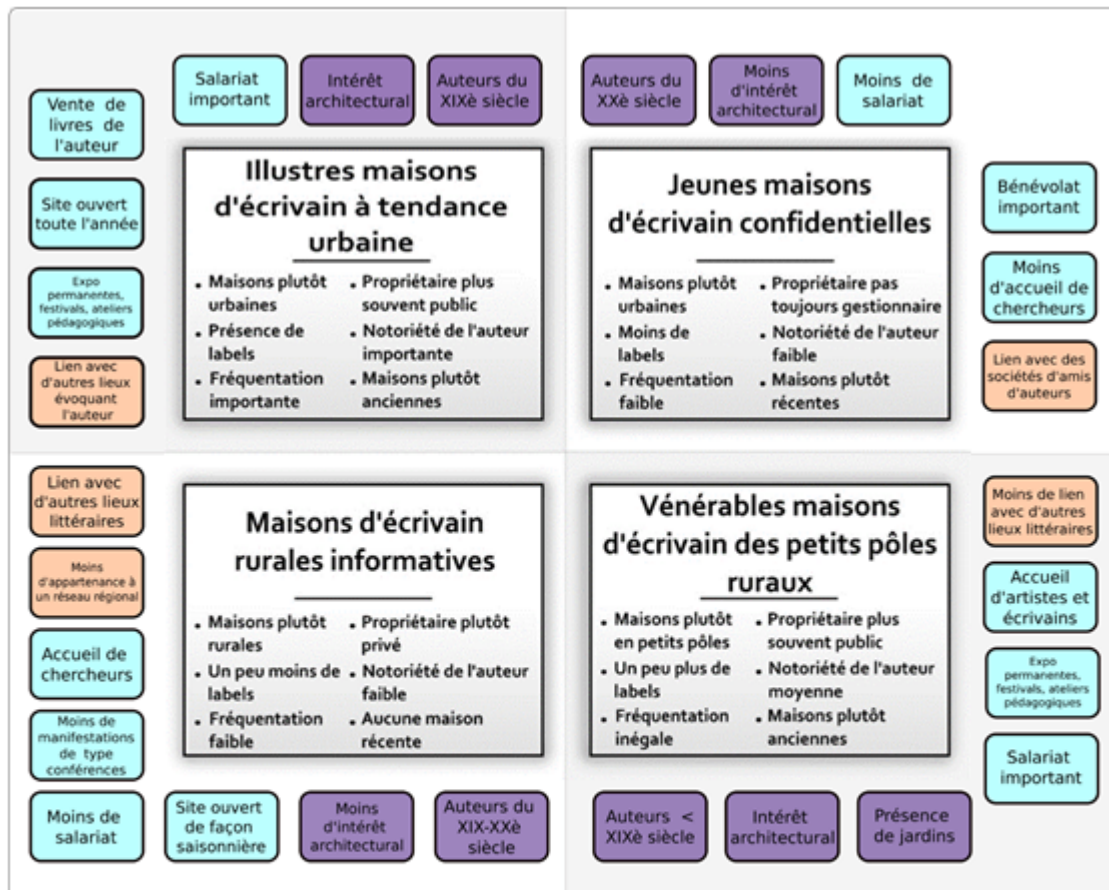 Salariat
important
Intérêt
architectural
Auteurs du
XIXè siècle
Vente de
livres de
l'auteur
Site ouvert
toute l'année
Expo
permanentes,
festivals, ateliers
pédagogiques
Lien avec
d'autres lieux
évoquant
l'auteur
Illustres maisons
d'écrivain à tendance
urbaine
• Maisons plutôt
urbaines
• Présence de
labels
• Fréquentation
importante
• Propriétaire plus
souvent public
• Notoriété de l'auteur
importante
• Maisons plutôt
anciennes
Auteurs du
XXè siècle
Moins
d'intérêt
architectural
Moins de
salariat
Jeunes maisons
d'écrivain confidentielles
• Maisons plutôt
urbaines
• Moins de
labels
• Fréquentation
faible
• Propriétaire pas
toujours gestionnaire
• Notoriété de l'auteur
faible
• Maisons plutôt
récentes
Bénévolat
important
Moins
d'accueil de
chercheurs
Lien avec des
sociétés d'amis
d'auteurs
Lien avec
d'autres lieux
littéraires
Moins
d'appartenance à
un réseau régional
Accueil de
chercheurs
Moins de
manifestations
de type
conférences
Moins de
salariat
Maisons d'écrivain
rurales informatives
• Maisons plutôt
rurales
• Un peu moins de
labels
• Fréquentation
faible
• Propriétaire plutôt
privé
• Notoriété de l'auteur
faible
• Aucune maison
récente
Site ouvert
de façon
saisonnière
Moins
d'intérêt
architectural
Auteurs du
XIX-XXè
siècle
Vénérables maisons
d'écrivain des petits pôles
ruraux
• Maisons plutôt
en petits pôles
• Un peu plus de
labels
• Fréquentation
inégale
• Propriétaire plus
souvent public
• Notoriété de l'auteur
moyenne
• Maisons plutôt
anciennes
Moins de lien
avec d'autres
lieux littéraires
Accueil
d'artistes et
écrivains
Expo
permanentes,
festivals, ateliers
pédagogiques
Salariat
important
Auteurs <
XIXè siècle
Intérêt
architectural
Présence
de jardins